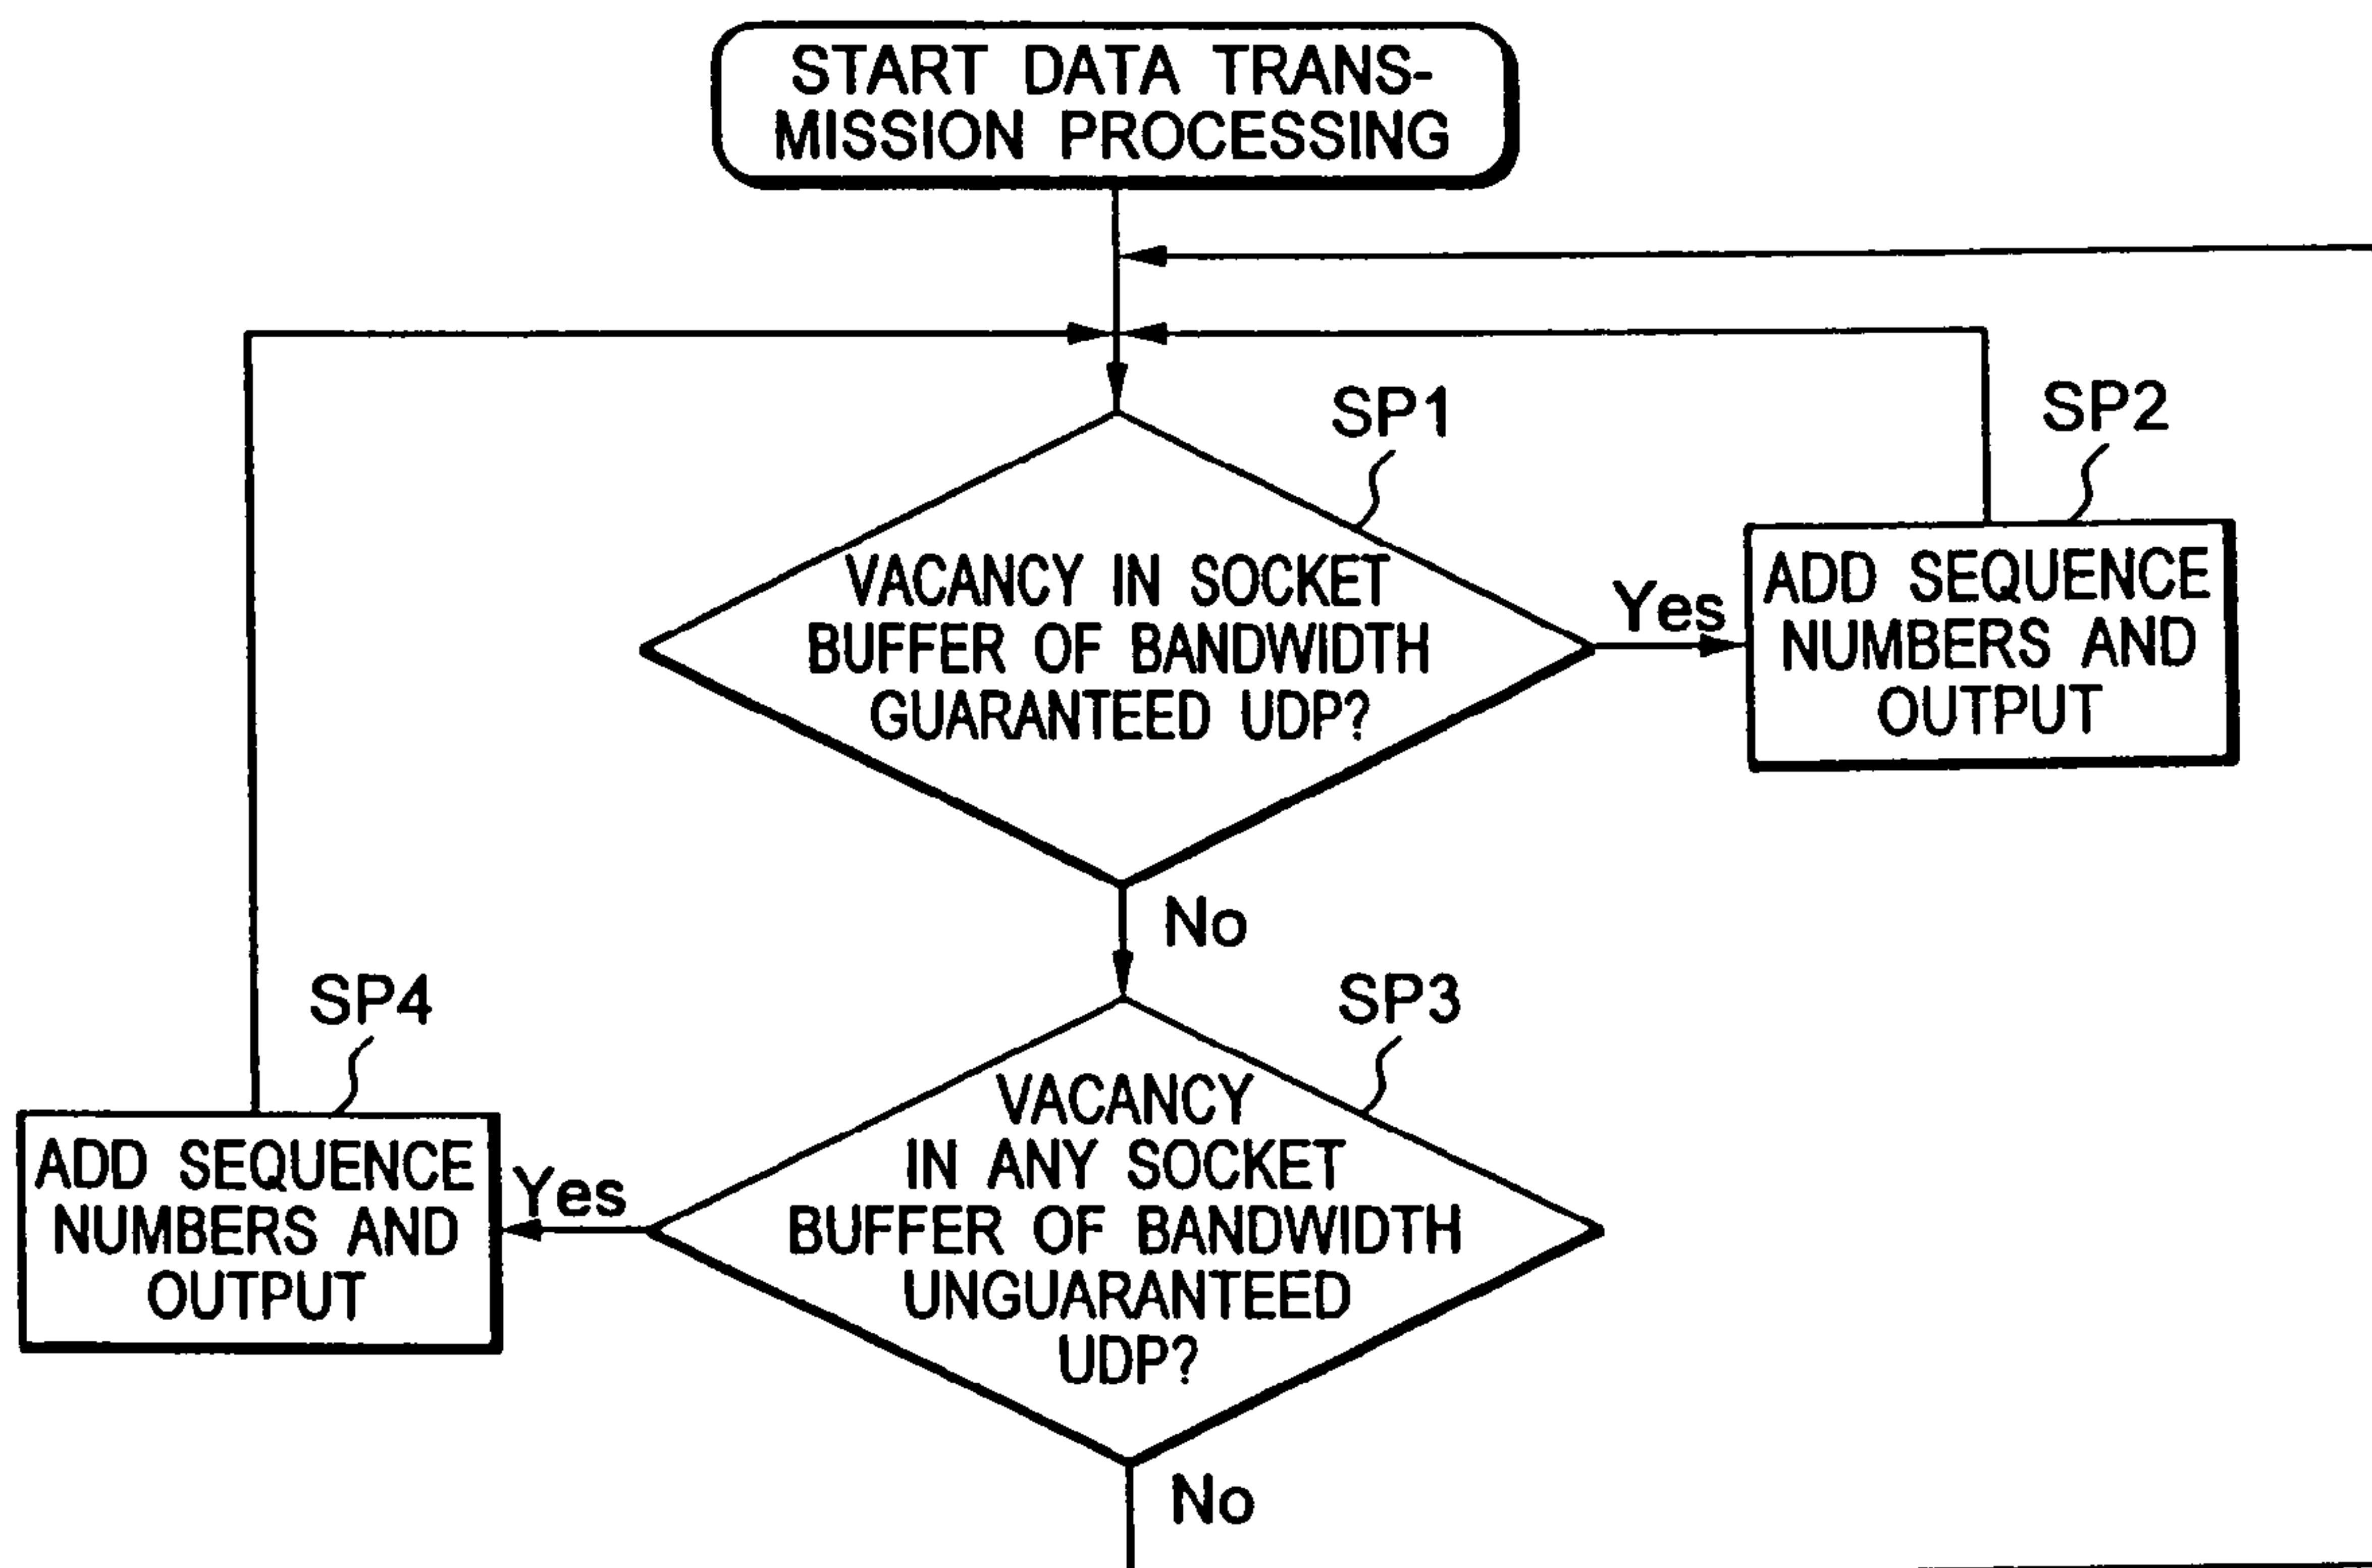 START DATA TRANS-
MISSION PROCESSING
SP1
SP2
VACANCY IN SOCKET
BUFFER OF BANDWIDTH
GUARANTEED UDP?
Yes
ADD SEQUENCE
NUMBERS AND
OUTPUT
No
SP4
SP3
ADD SEQUENCE
NUMBERS AND
OUTPUT
Yes
VACANCY
IN ANY SOCKET
BUFFER OF BANDWIDTH
UNGUARANTEED
UDP?
No